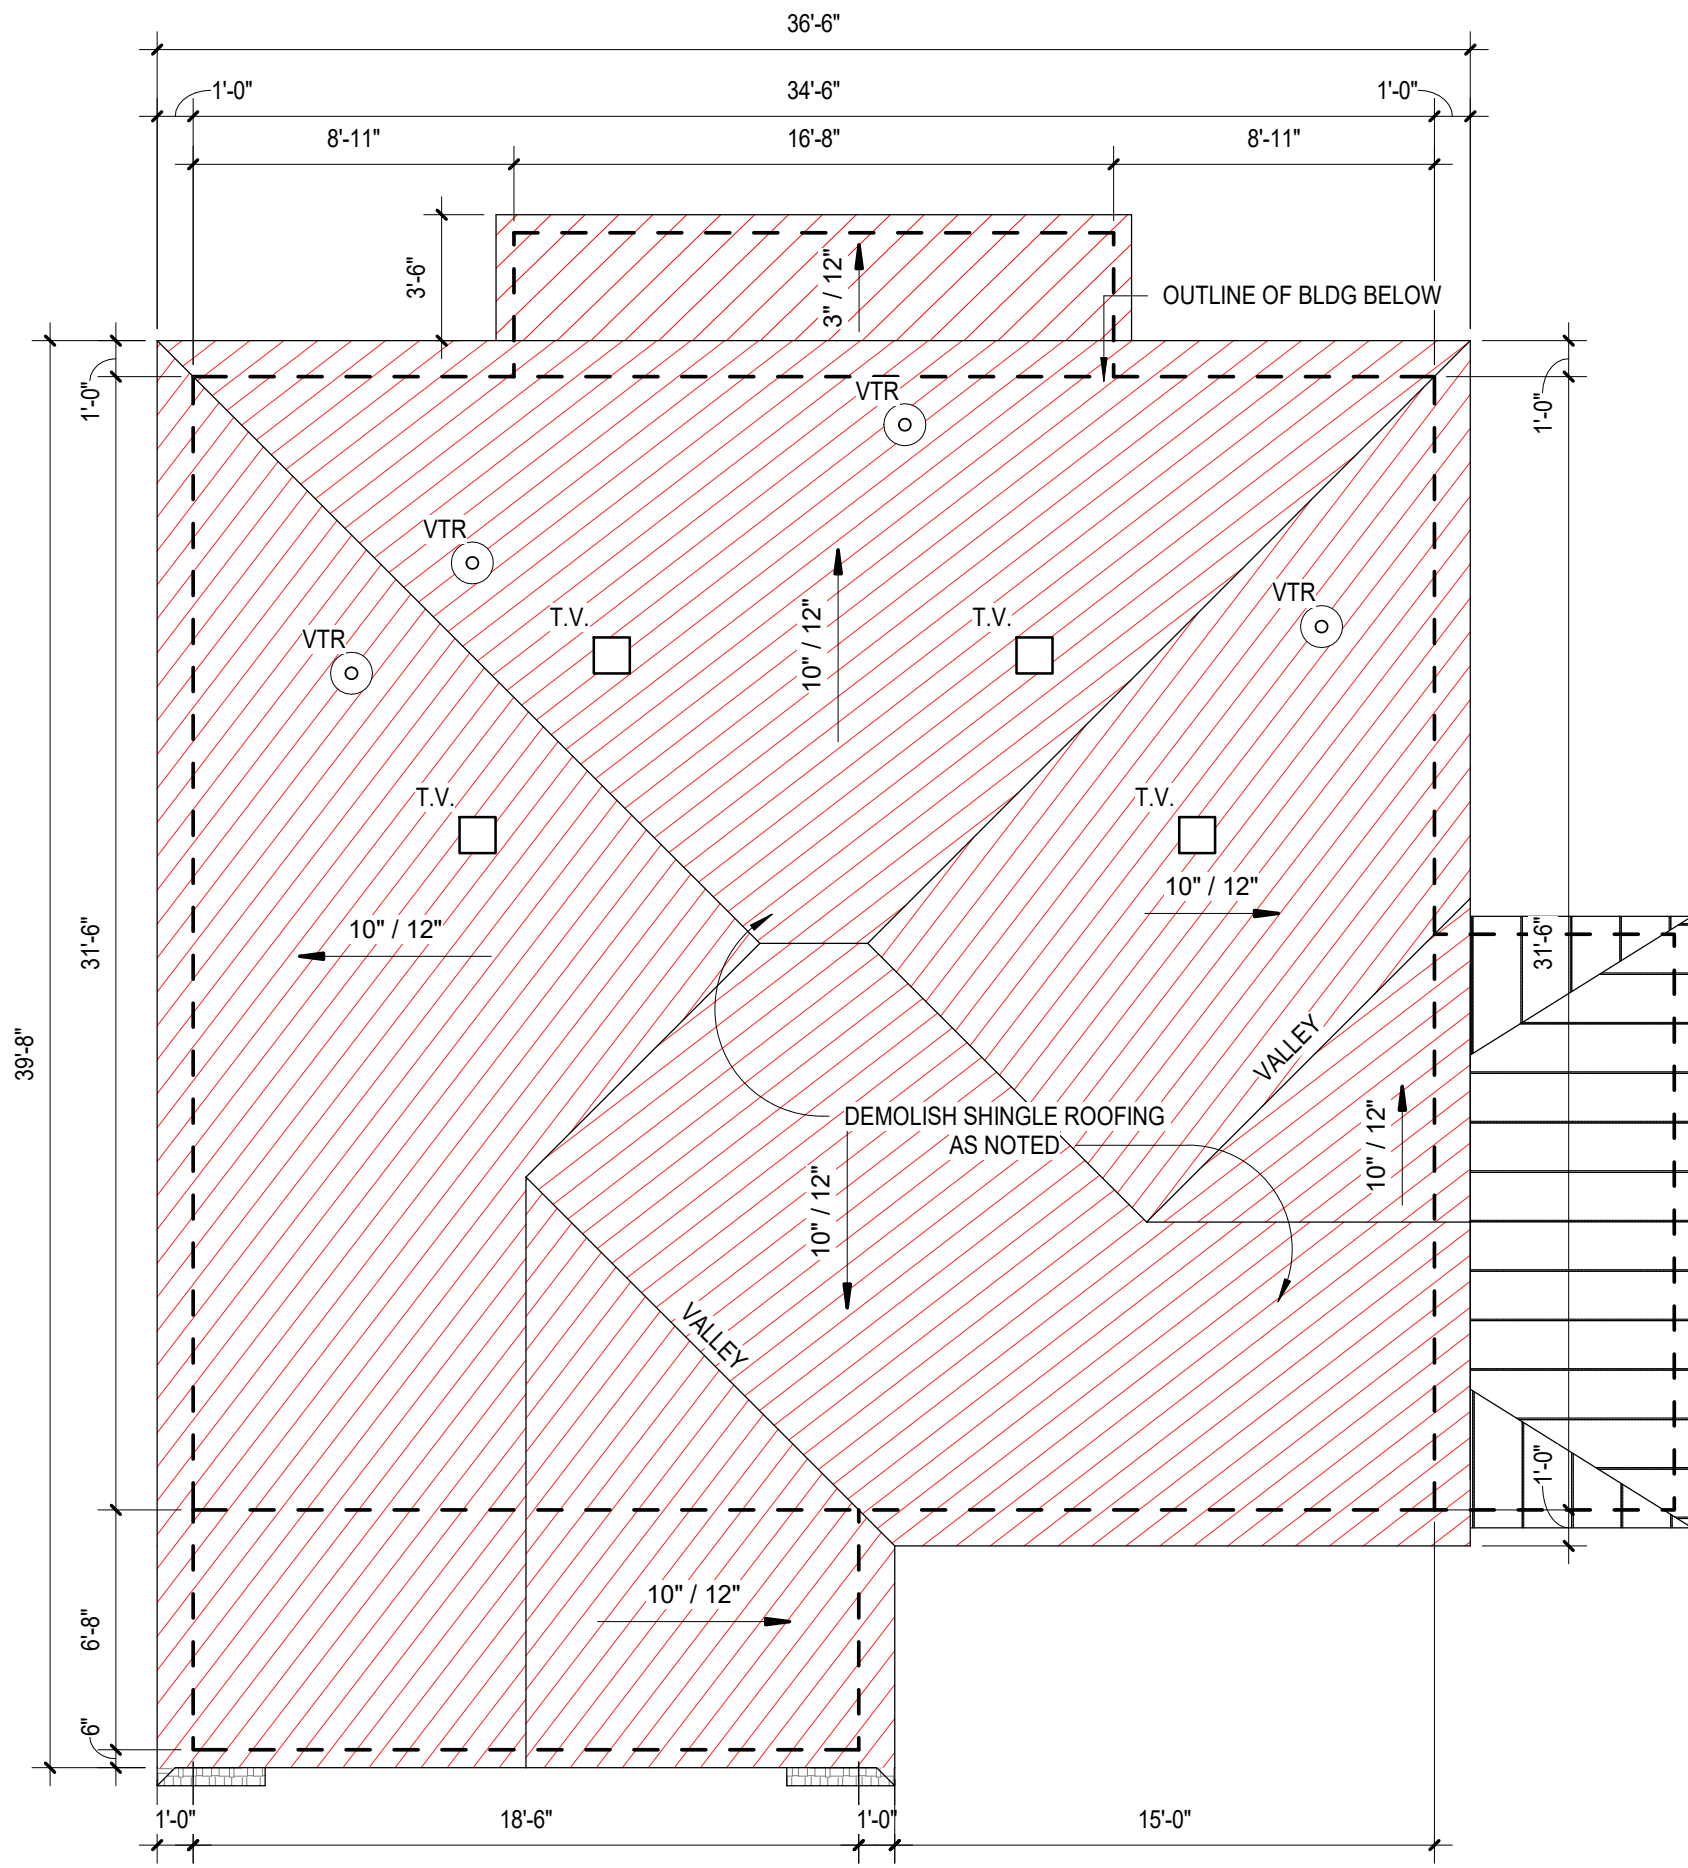 36'-6"
1'-0"
34'-6"
1'-0"
8'-11"
16'-8"
8'-11"
3'-6"
3" / 12"
OUTLINE OF BLDG BELOW
1'-0"
1'-0"
VTR
VTR
VTR
VTR
T.V.
T.V.
10" / 12"
T.V.
T.V.
10" / 12"
10" / 12"
31'-6"
31'-6"
39'-8"
VALLEY
DEMOLISH SHINGLE ROOFING
AS NOTED
10" / 12"
10" / 12"
VALLEY
1'-0"
10" / 12"
6'-8"
6"
1'-0"
18'-6"
1'-0"
15'-0"